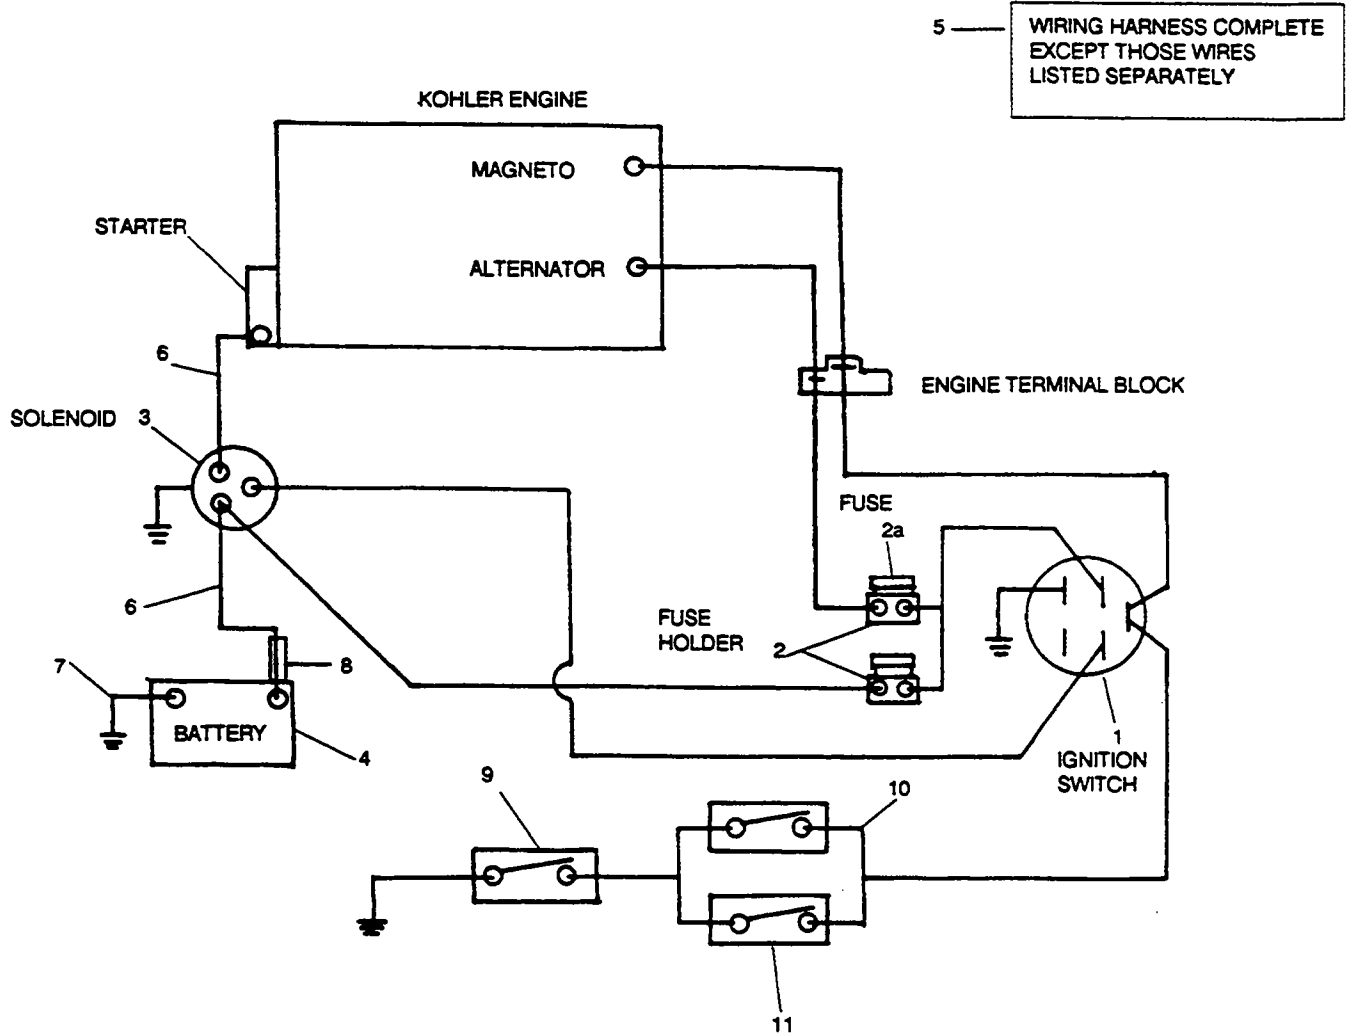 5
WIRING HARNESS COMPLETE
EXCEPT THOSE WIRES
LISTED SEPARATELY
KOHLER ENGINE
MAGNETO
STARTER
ALTERNATOR
6
ENGINE TERMINAL BLOCK
SOLENOID 3
FUSE
2a
6
FUSE
HOLDER
2
7
8
BATTERY
4
1
IGNITION
SWITCH
9
10
11